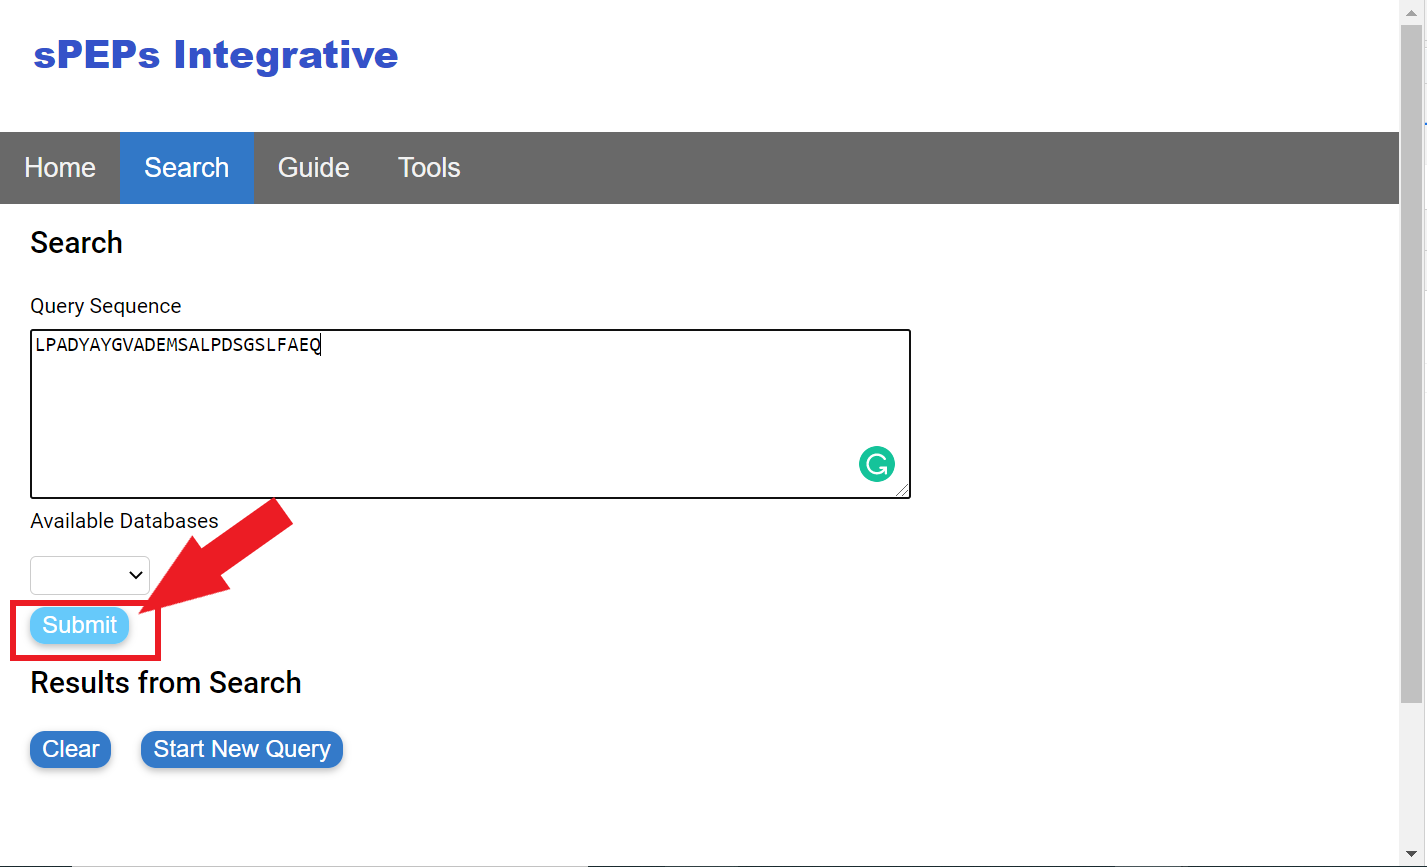 sPEPs Integrative
Home Search Guide Tools
Search
Query Sequence
LPADYAYGVADEMSALPDSGSLFAEQ
Available Databases
Submit
Results from Search
Clear Start New Query